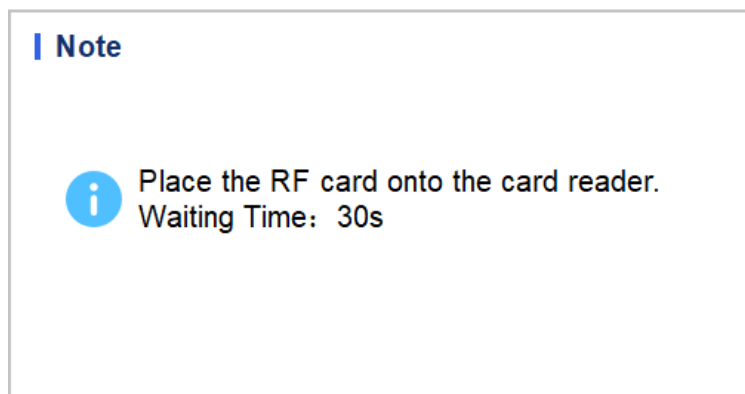 Note
Place the RF card onto the card reader.
Waiting Time：30s